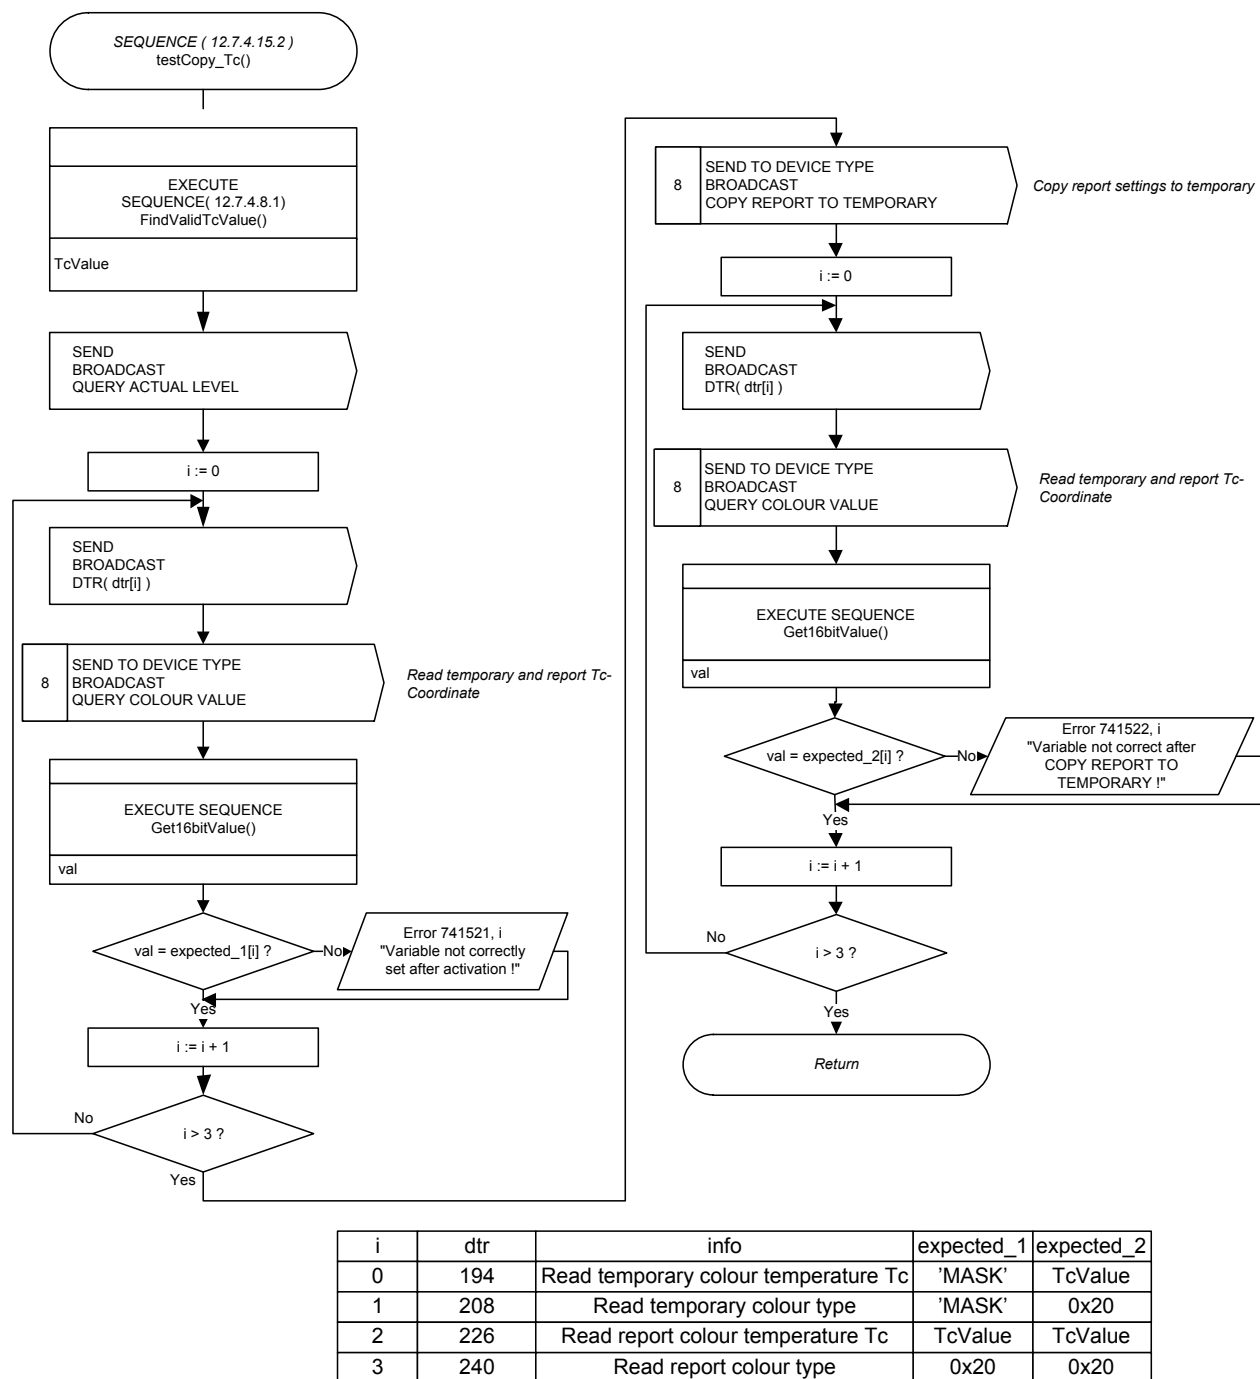 SEQUENCE ( 12.7.4.15.2 )
testCopy_Tc()
EXECUTE
SEQUENCE( 12.7.4.8.1)
FindValidTcValue()
TcValue
SEND
BROADCAST
QUERY ACTUAL LEVEL
i := 0
SEND
BROADCAST
DTR( dtr[i] )
8
SEND TO DEVICE TYPE
BROADCAST
QUERY COLOUR VALUE
Read temporary and report Tc-
Coordinate
EXECUTE SEQUENCE
Get16bitValue()
val
val = expected_1[i] ?
No
Error 741521, i
"Variable not correctly
set after activation !"
Yes
i := i + 1
No
i > 3 ?
Yes
8
SEND TO DEVICE TYPE
BROADCAST
COPY REPORT TO TEMPORARY
Copy report settings to temporary
i := 0
SEND
BROADCAST
DTR( dtr[i] )
8
SEND TO DEVICE TYPE
BROADCAST
QUERY COLOUR VALUE
Read temporary and report Tc-
Coordinate
EXECUTE SEQUENCE
Get16bitValue()
val
val = expected_2[i] ?
No
Error 741522, i
"Variable not correct after
COPY REPORT TO
TEMPORARY !"
Yes
i := i + 1
No
i > 3 ?
Yes
Return
i dtr info expected_1 expected_2
0 194 Read temporary colour temperature Tc 'MASK' TcValue
1 208 Read temporary colour type 'MASK' 0x20
2 226 Read report colour temperature Tc TcValue TcValue
3 240 Read report colour type 0x20 0x20